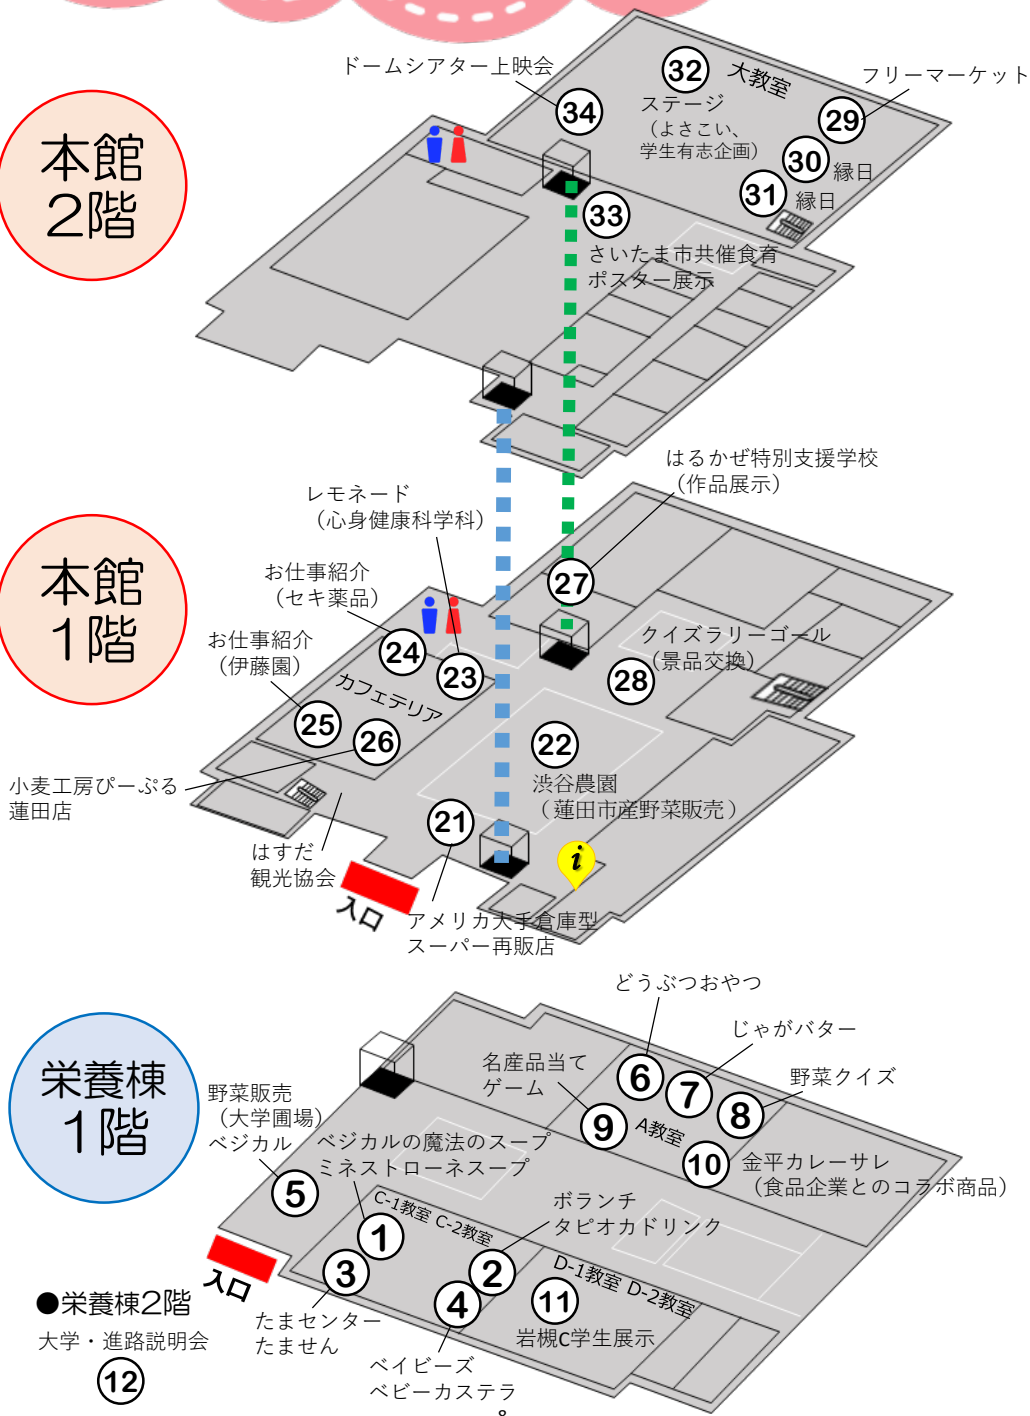 本館
2階
ドームシアター上映会
34
32
大教室
ステージ
（よさこい、
学生有志企画）
フリーマーケット
29
30
縁日
31
縁日
33
さいたま市共催食育
ポスター展示
本館
1階
はるかぜ特別支援学校
（作品展示）
27
レモネード
（心身健康科学科）
23
お仕事紹介
（セキ薬品）
24
お仕事紹介
（伊藤園）
25
カフェテリア
26
小麦工房ぴーぷる
蓮田店
クイズラリーゴール
（景品交換）
28
22
渋谷農園
（蓮田市産野菜販売）
21
i
はすだ
観光協会
入口
アメリカ大手倉庫型
スーパー再販店
栄養棟
1階
どうぶつおやつ
6
じゃがバター
7
野菜クイズ
8
名産品当て
ゲーム
9
A教室
10
金平カレーサレ
（食品企業とのコラボ商品）
野菜販売
（大学圃場）
ベジカル
5
ベジカルの魔法のスープ
ミネストローネスープ
1
C-1教室 C-2教室
ボランチ
タピオカドリンク
2
3
たませんター
たません
4
ベイビーズ
ベビーカステラ
D-1教室 D-2教室
11
岩槻C学生展示
入口
●栄養棟2階
大学・進路説明会
12